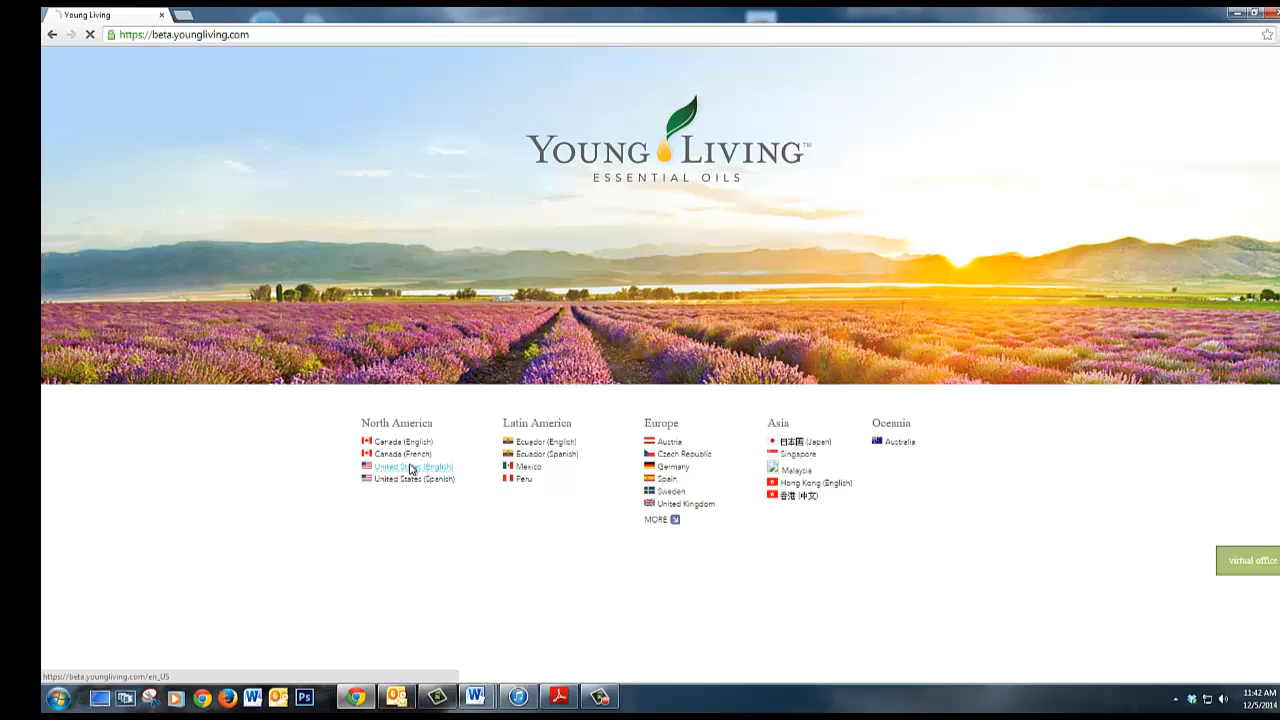 Young Living
https://beta.youngliving.com
YOUNG LIVING™
ESSENTIAL OILS
North America
Canada (English)
Canada (French)
United States (English)
United States (Spanish)
Latin America
Ecuador (English)
Ecuador (Spanish)
Mexico
Peru
Europe
Austria
Czech Republic
Germany
Spain
Sweden
United Kingdom
MORE
Asia
日本国 (Japan)
Singapore
Malaysia
Hong Kong (English)
香港 (中文)
Oceania
Australia
virtual office
https://beta.youngliving.com/en_US
Ps
11:42 AM
12/5/2014